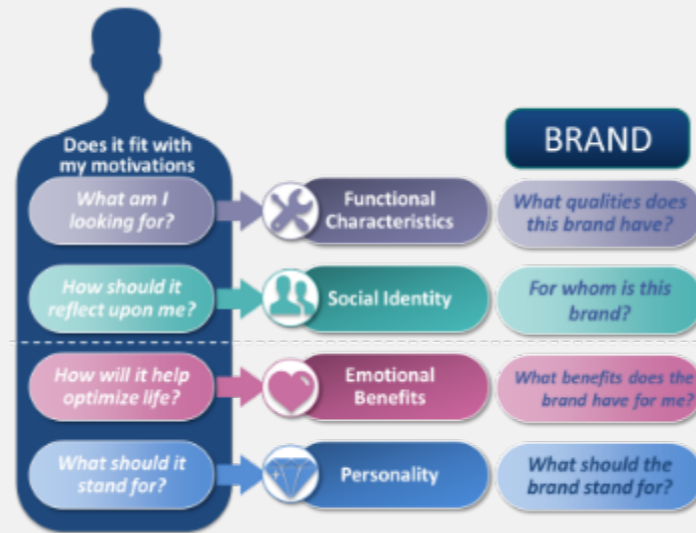 Does it fit with
my motivations
BRAND
What am I
looking for?
Functional
Characteristics
What qualities does
this brand have?
How should it
reflect upon me?
Social Identity
For whom is this
brand?
How will it help
optimize life?
Emotional
Benefits
What benefits does the
brand have for me?
What should it
stand for?
Personality
What should the
brand stand for?